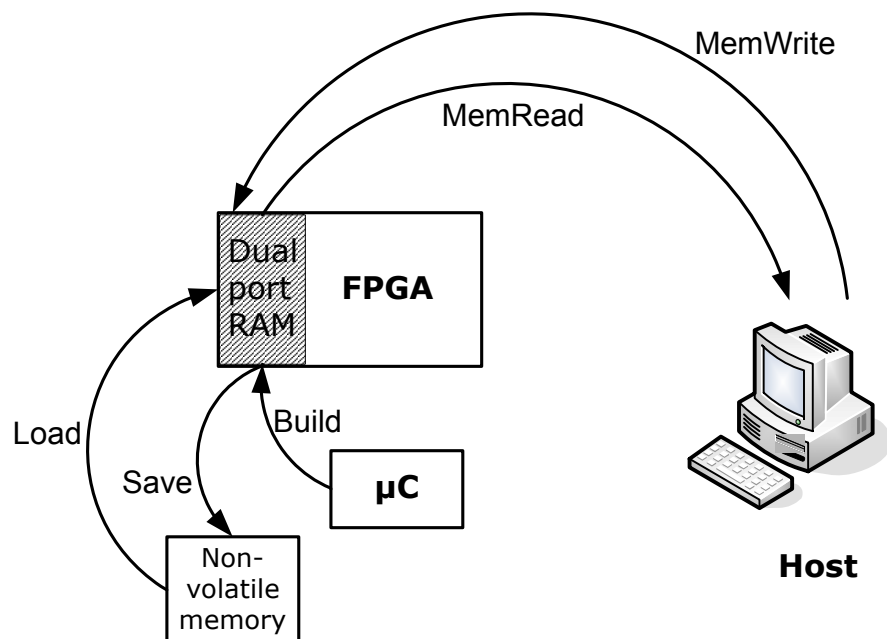 MemWrite
MemRead
Dual
port
RAM
FPGA
Load
Build
Save
µC
Non-
volatile
memory
Host